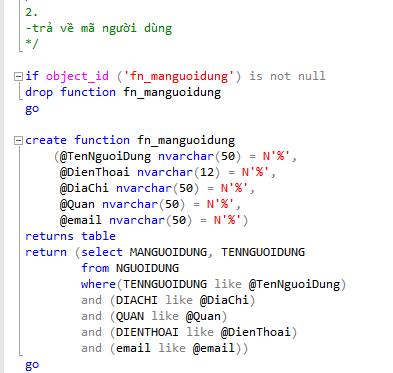 2.
-trả về mã người dùng
*/
if object_id ('fn_manguoidung') is not null
drop function fn_manguoidung
go
create function fn_manguoidung
(@TenNguoiDung nvarchar(50) = N'%',
@DienThoai nvarchar(12) = N'%',
@DiaChi nvarchar(50) = N'%',
@Quan nvarchar(50) = N'%',
@email nvarchar(50) = N'%')
returns table
return (select MANGUOIDUNG, TENNGUOIDUNG
from NGUOIDUNG
where(TENNGUOIDUNG like @TenNguoiDung)
and (DIACHI like @DiaChi)
and (QUAN like @Quan)
and (DIENTHOAI like @DienThoai)
and (email like @email))
go